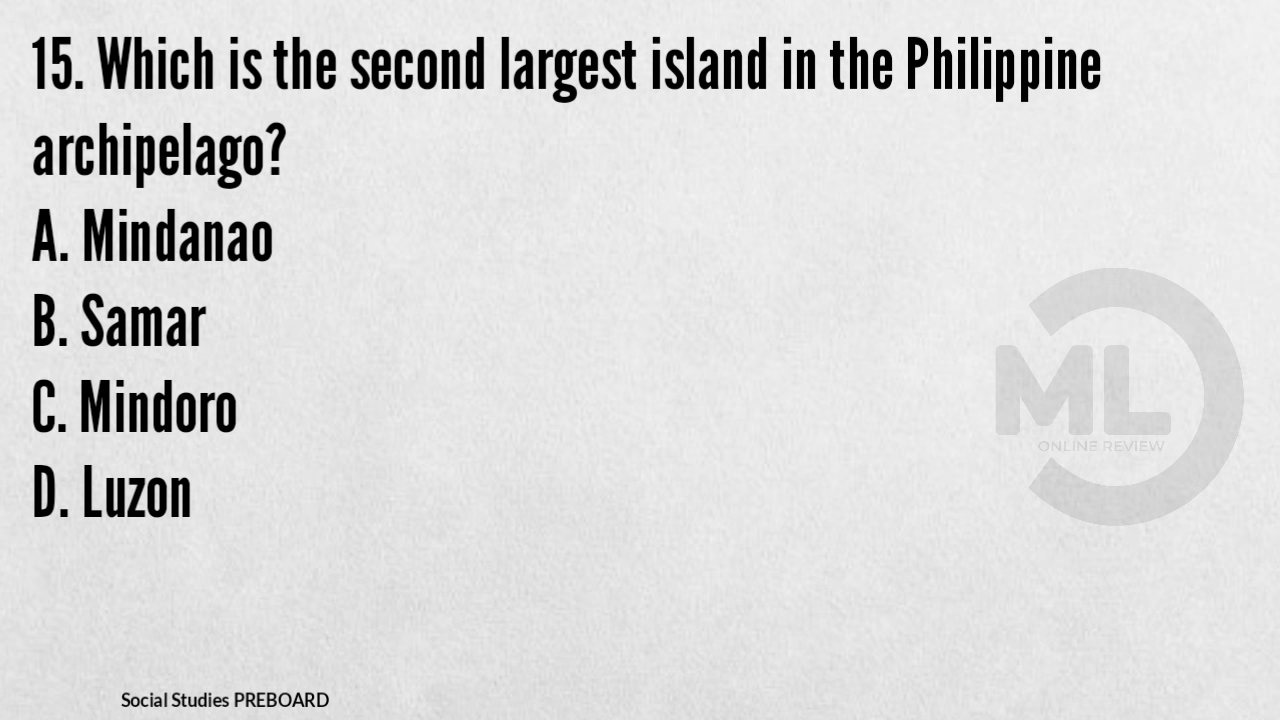 15. Which is the second largest island in the Philippine
archipelago?
A. Mindanao
B. Samar
C. Mindoro
D. Luzon
ML
ONLINE REVIEW
Social Studies PREBOARD